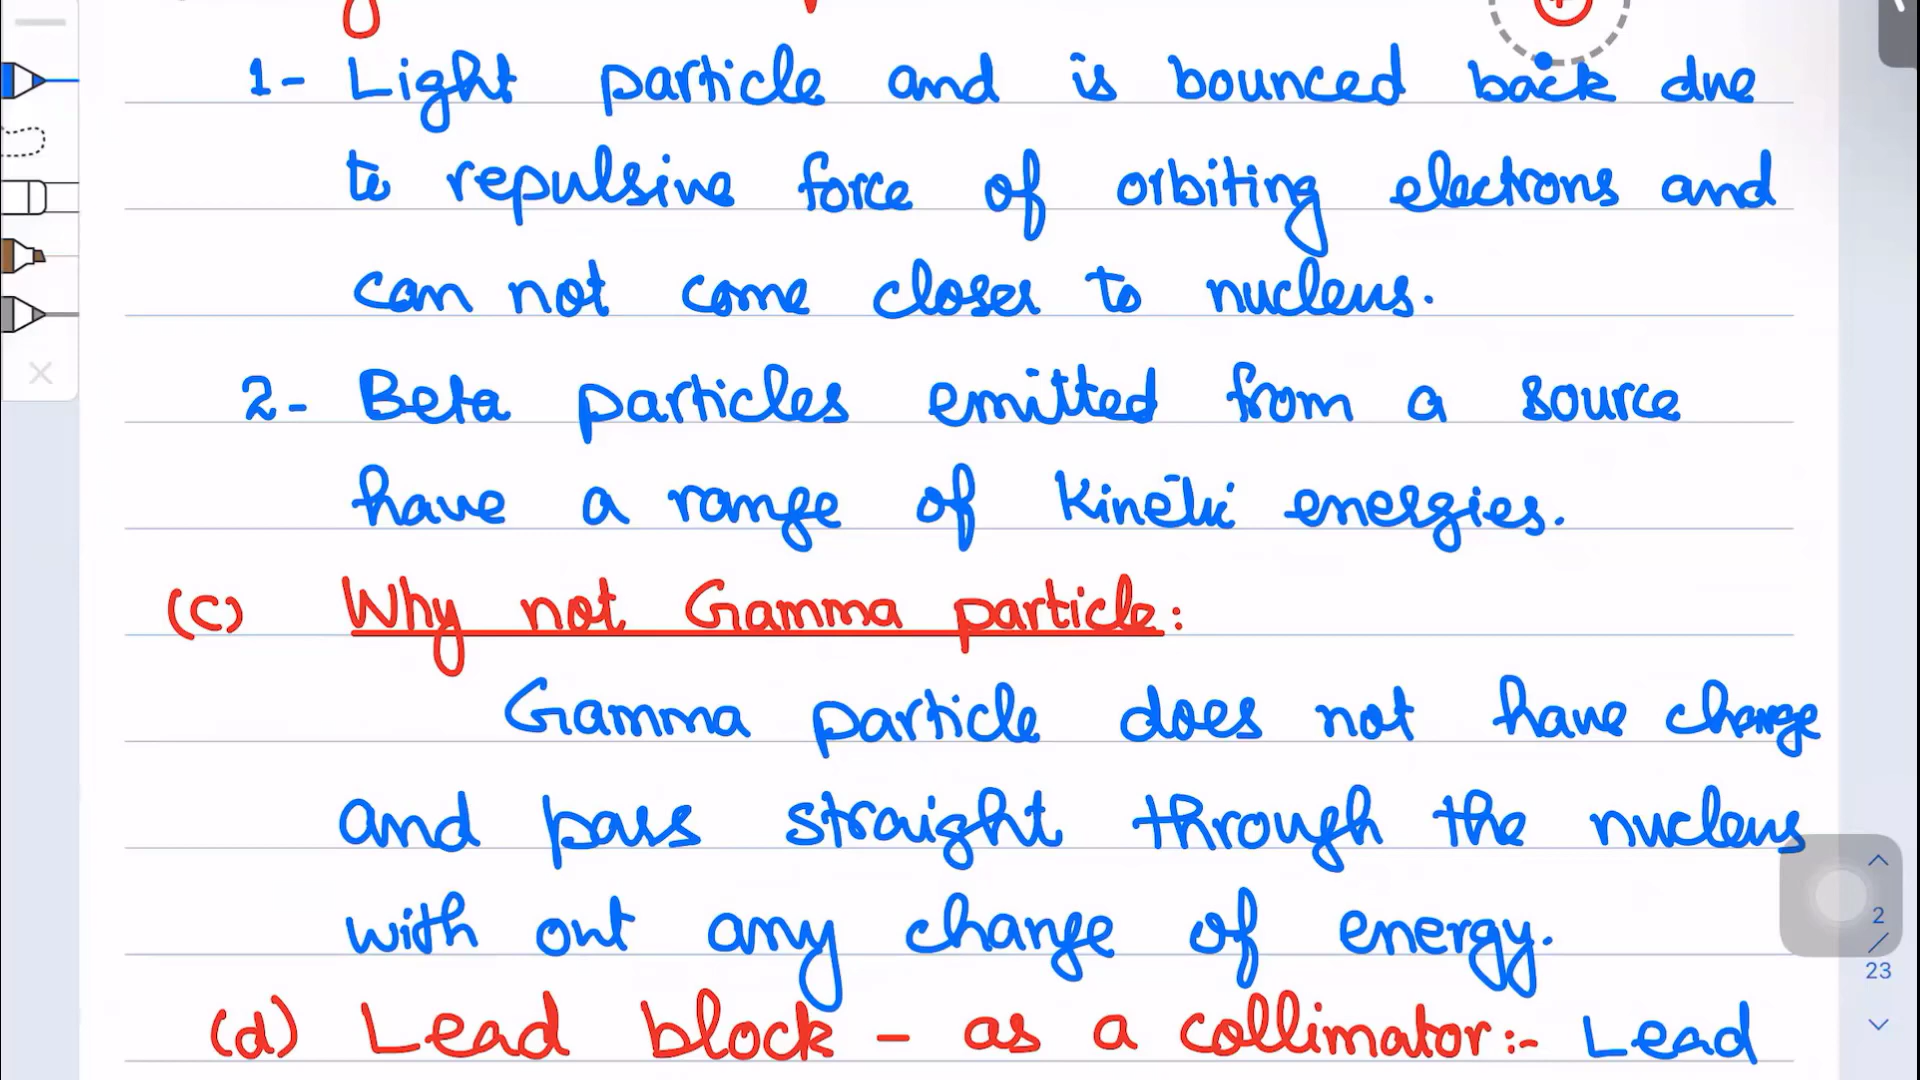 1- Light particle and is bounced back due
to repulsive force of orbiting electrons and
can not come closer to nucleus.
2- Beta particles emitted from a source
have a range of kinetic energies.
(c) Why not Gamma particle:
Gamma particle does not have charge
and pass straight through the nucleus
with out any change of energy.
(d) Lead block - as a collimator:- Lead
2
/
23